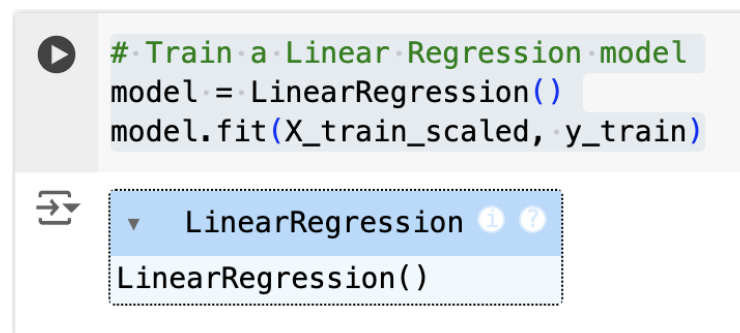 # Train a Linear Regression model
model = LinearRegression()
model.fit(X_train_scaled, y_train)
LinearRegression i ?
LinearRegression()